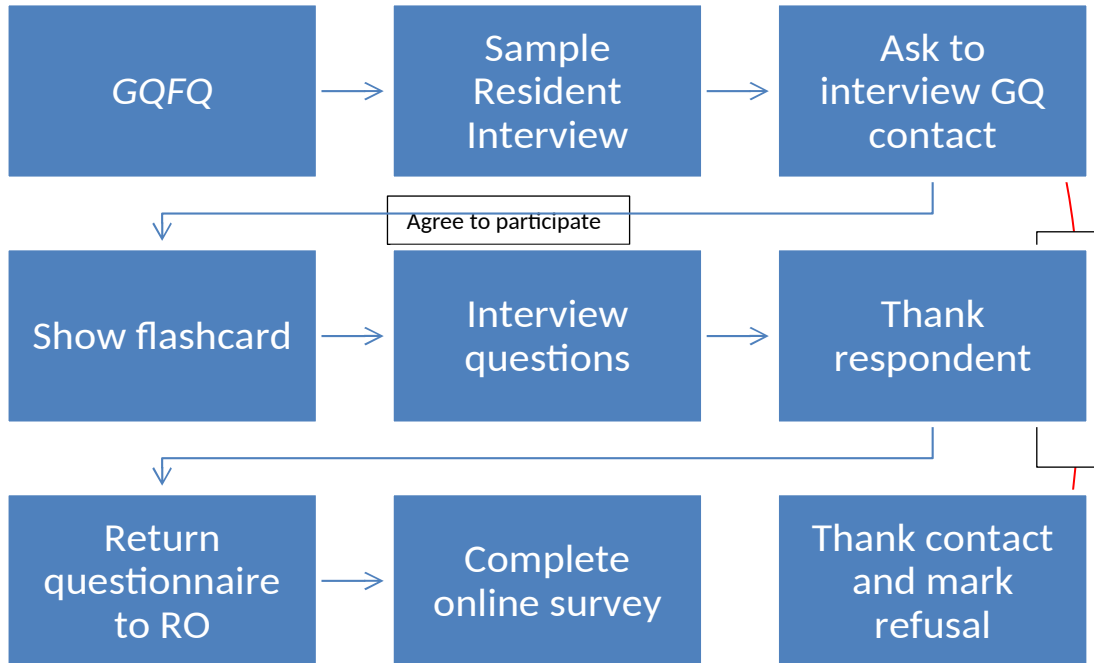 GQFQ
Sample
Resident
Interview
Ask to
interview GQ
contact
Agree to participate
Show flashcard
Interview
questions
Thank
respondent
Return
questionnaire
to RO
Complete
online survey
Thank contact
and mark
refusal